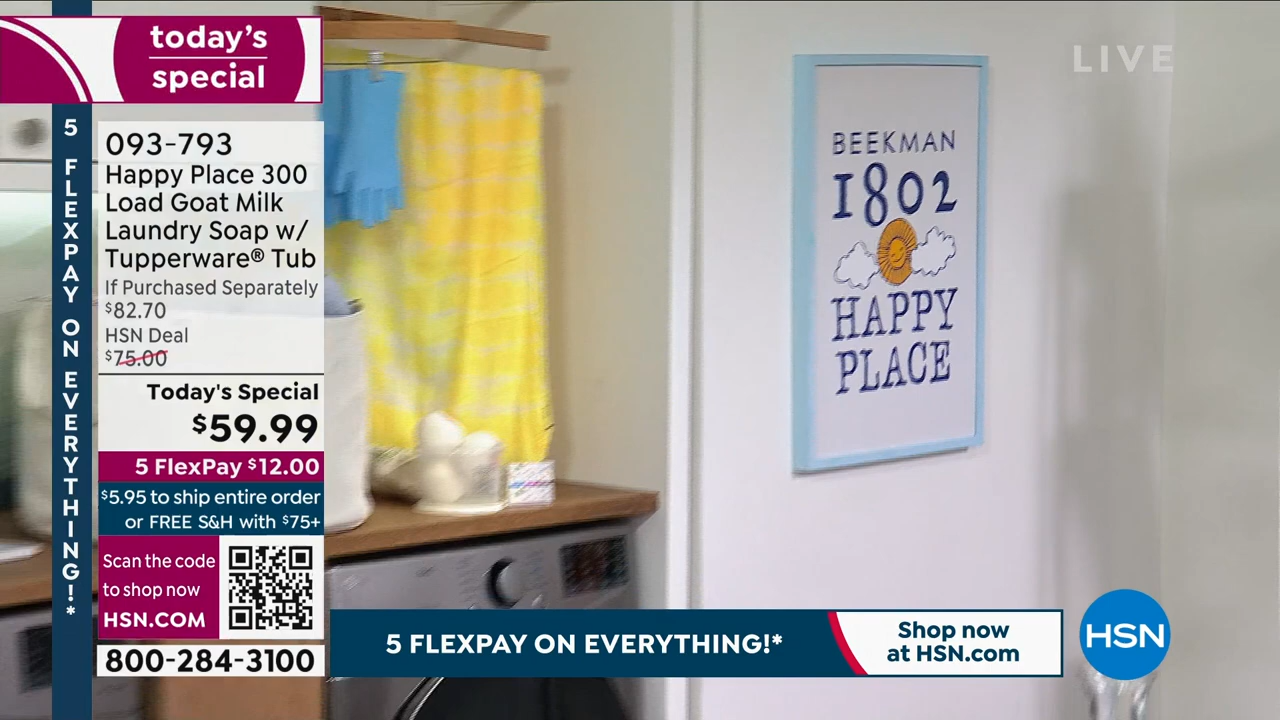 today's
special
5 FLEXPAY ON EVERYTHING!*
093-793
Happy Place 300
Load Goat Milk
Laundry Soap w/
Tupperware® Tub
If Purchased Separately
$82.70
HSN Deal
$75.00
Today's Special
$59.99
5 FlexPay $12.00
$5.95 to ship entire order
or FREE S&H with $75+
Scan the code
to shop now
HSN.COM
800-284-3100
LIVE
BEEKMAN
1802
HAPPY
PLACE
5 FLEXPAY ON EVERYTHING!*
Shop now
at HSN.com
HSN